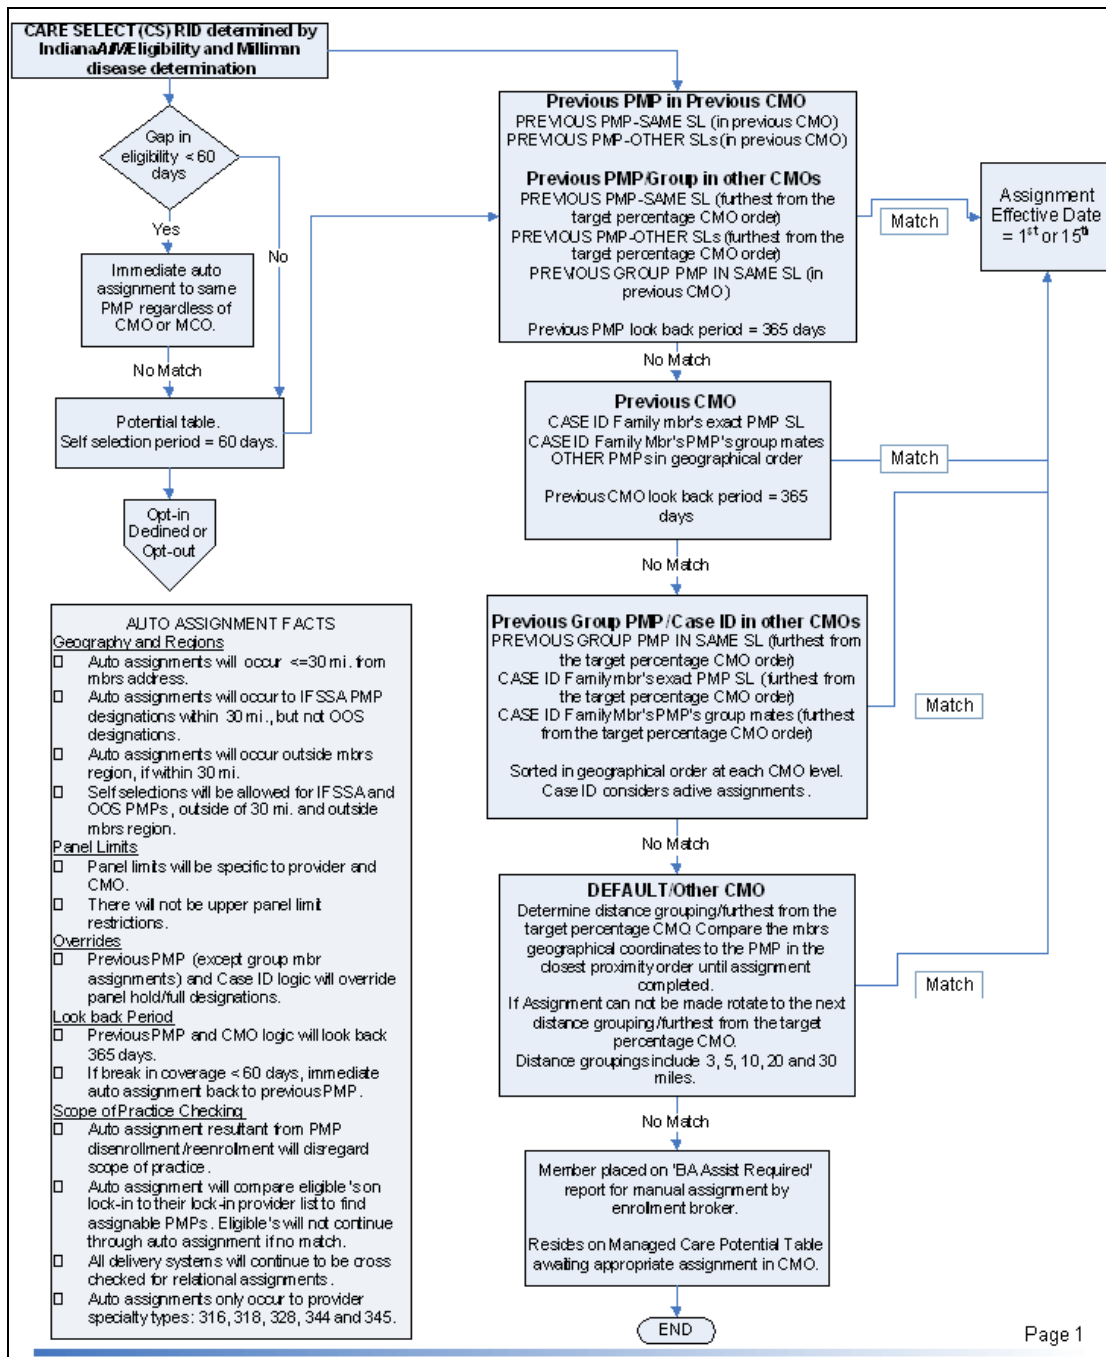 CARE SELECT (CS) RID determined by
IndianaAIM/Eligibility and Milliman
disease determination
Gap in
eligibility < 60
days
Yes
No
Immediate auto
assignment to same
PMP regardless of
CMO or MCO.
No Match
Potential table.
Self selection period = 60 days.
Opt-in
Declined or
Opt-out
Previous PMP in Previous CMO
PREVIOUS PMP-SAME SL (in previous CMO)
PREVIOUS PMP-OTHER SLs (in previous CMO)
Previous PMP/Group in other CMOs
PREVIOUS PMP-SAME SL (furthest from the
target percentage CMO order)
PREVIOUS PMP-OTHER SLs (furthest from the
target percentage CMO order)
PREVIOUS GROUP PMP IN SAME SL (in
previous CMO)
Previous PMP look back period = 365 days
Match
Assignment
Effective Date
= 1st or 15th
No Match
Previous CMO
CASE ID Family mbr's exact PMP SL
CASE ID Family Mbr's PMP's group mates
OTHER PMPs in geographical order
Previous CMO look back period = 365
days
Match
No Match
Previous Group PMP/Case ID in other CMOs
PREVIOUS GROUP PMP IN SAME SL (furthest from
the target percentage CMO order)
CASE ID Family mbr's exact PMP SL (furthest from
the target percentage CMO order)
CASE ID Family Mbr's PMP's group mates (furthest
from the target percentage CMO order)
Sorted in geographical order at each CMO level.
Case ID considers active assignments.
Match
No Match
DEFAULT/Other CMO
Determine distance grouping/furthest from the
target percentage CMO. Compare the mbrs
geographical coordinates to the PMP in the
closest proximity order until assignment
completed.
If Assignment can not be made rotate to the next
distance grouping/furthest from the target
percentage CMO.
Distance groupings include 3, 5, 10, 20 and 30
miles.
Match
No Match
Member placed on 'BA Assist Required'
report for manual assignment by
enrollment broker.
Resides on Managed Care Potential Table
awaiting appropriate assignment in CMO.
END
AUTO ASSIGNMENT FACTS
Geography and Regions
Auto assignments will occur <=30 mi. from
mbrs address.
Auto assignments will occur to IFSSA PMP
designations within 30 mi., but not OOS
designations.
Auto assignments will occur outside mbrs
region, if within 30 mi.
Self selections will be allowed for IFSSA and
OOS PMPs, outside of 30 mi. and outside
mbrs region.
Panel Limits
Panel limits will be specific to provider and
CMO.
There will not be upper panel limit
restrictions.
Overrides
Previous PMP (except group mbr
assignments) and Case ID logic will override
panel hold/full designations.
Look back Period
Previous PMP and CMO logic will look back
365 days.
If break in coverage < 60 days, immediate
auto assignment back to previous PMP.
Scope of Practice Checking
Auto assignment resultant from PMP
disenrollment/reenrollment will disregard
scope of practice.
Auto assignment will compare eligible's on
lock-in to their lock-in provider list to find
assignable PMPs. Eligible's will not continue
through auto assignment if no match.
All delivery systems will continue to be cross
checked for relational assignments.
Auto assignments only occur to provider
specialty types: 316, 318, 328, 344 and 345.
Page 1